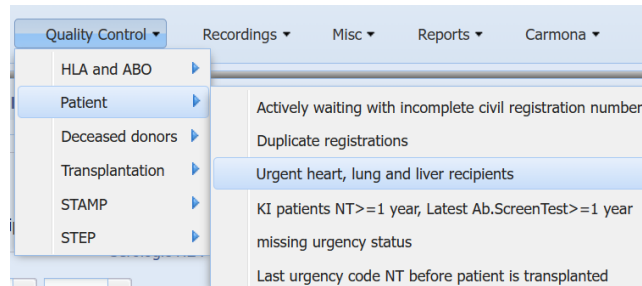 Quality Control ▾ Recordings ▾ Misc ▾ Reports ▾ Carmona ▾
HLA and ABO
Patient
Deceased donors
Transplantation
STAMP
STEP
Actively waiting with incomplete civil registration number
Duplicate registrations
Urgent heart, lung and liver recipients
KI patients NT>=1 year, Latest Ab.ScreenTest>=1 year
missing urgency status
Last urgency code NT before patient is transplanted